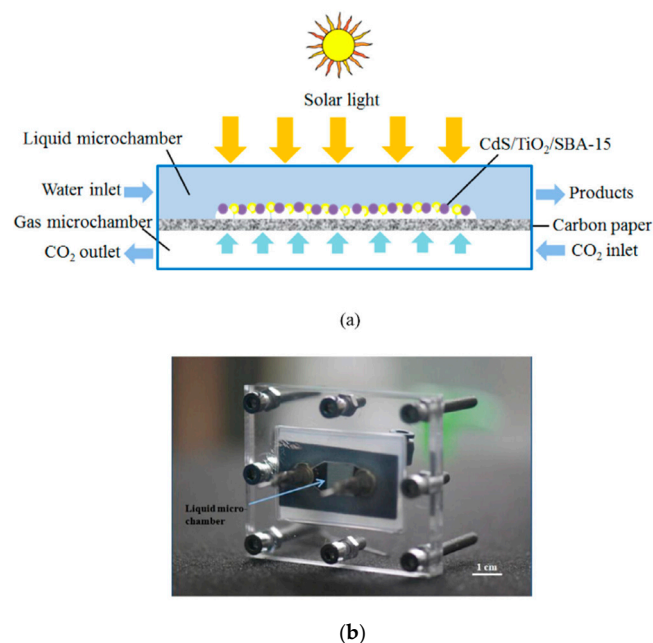 (a)
Solar light
Liquid microchamber
CdS/TiO₂/SBA-15
Water inlet
Products
Gas microchamber
Carbon paper
CO₂ outlet
CO₂ inlet
(a)
Liquid micro-
chamber
1 cm
(b)